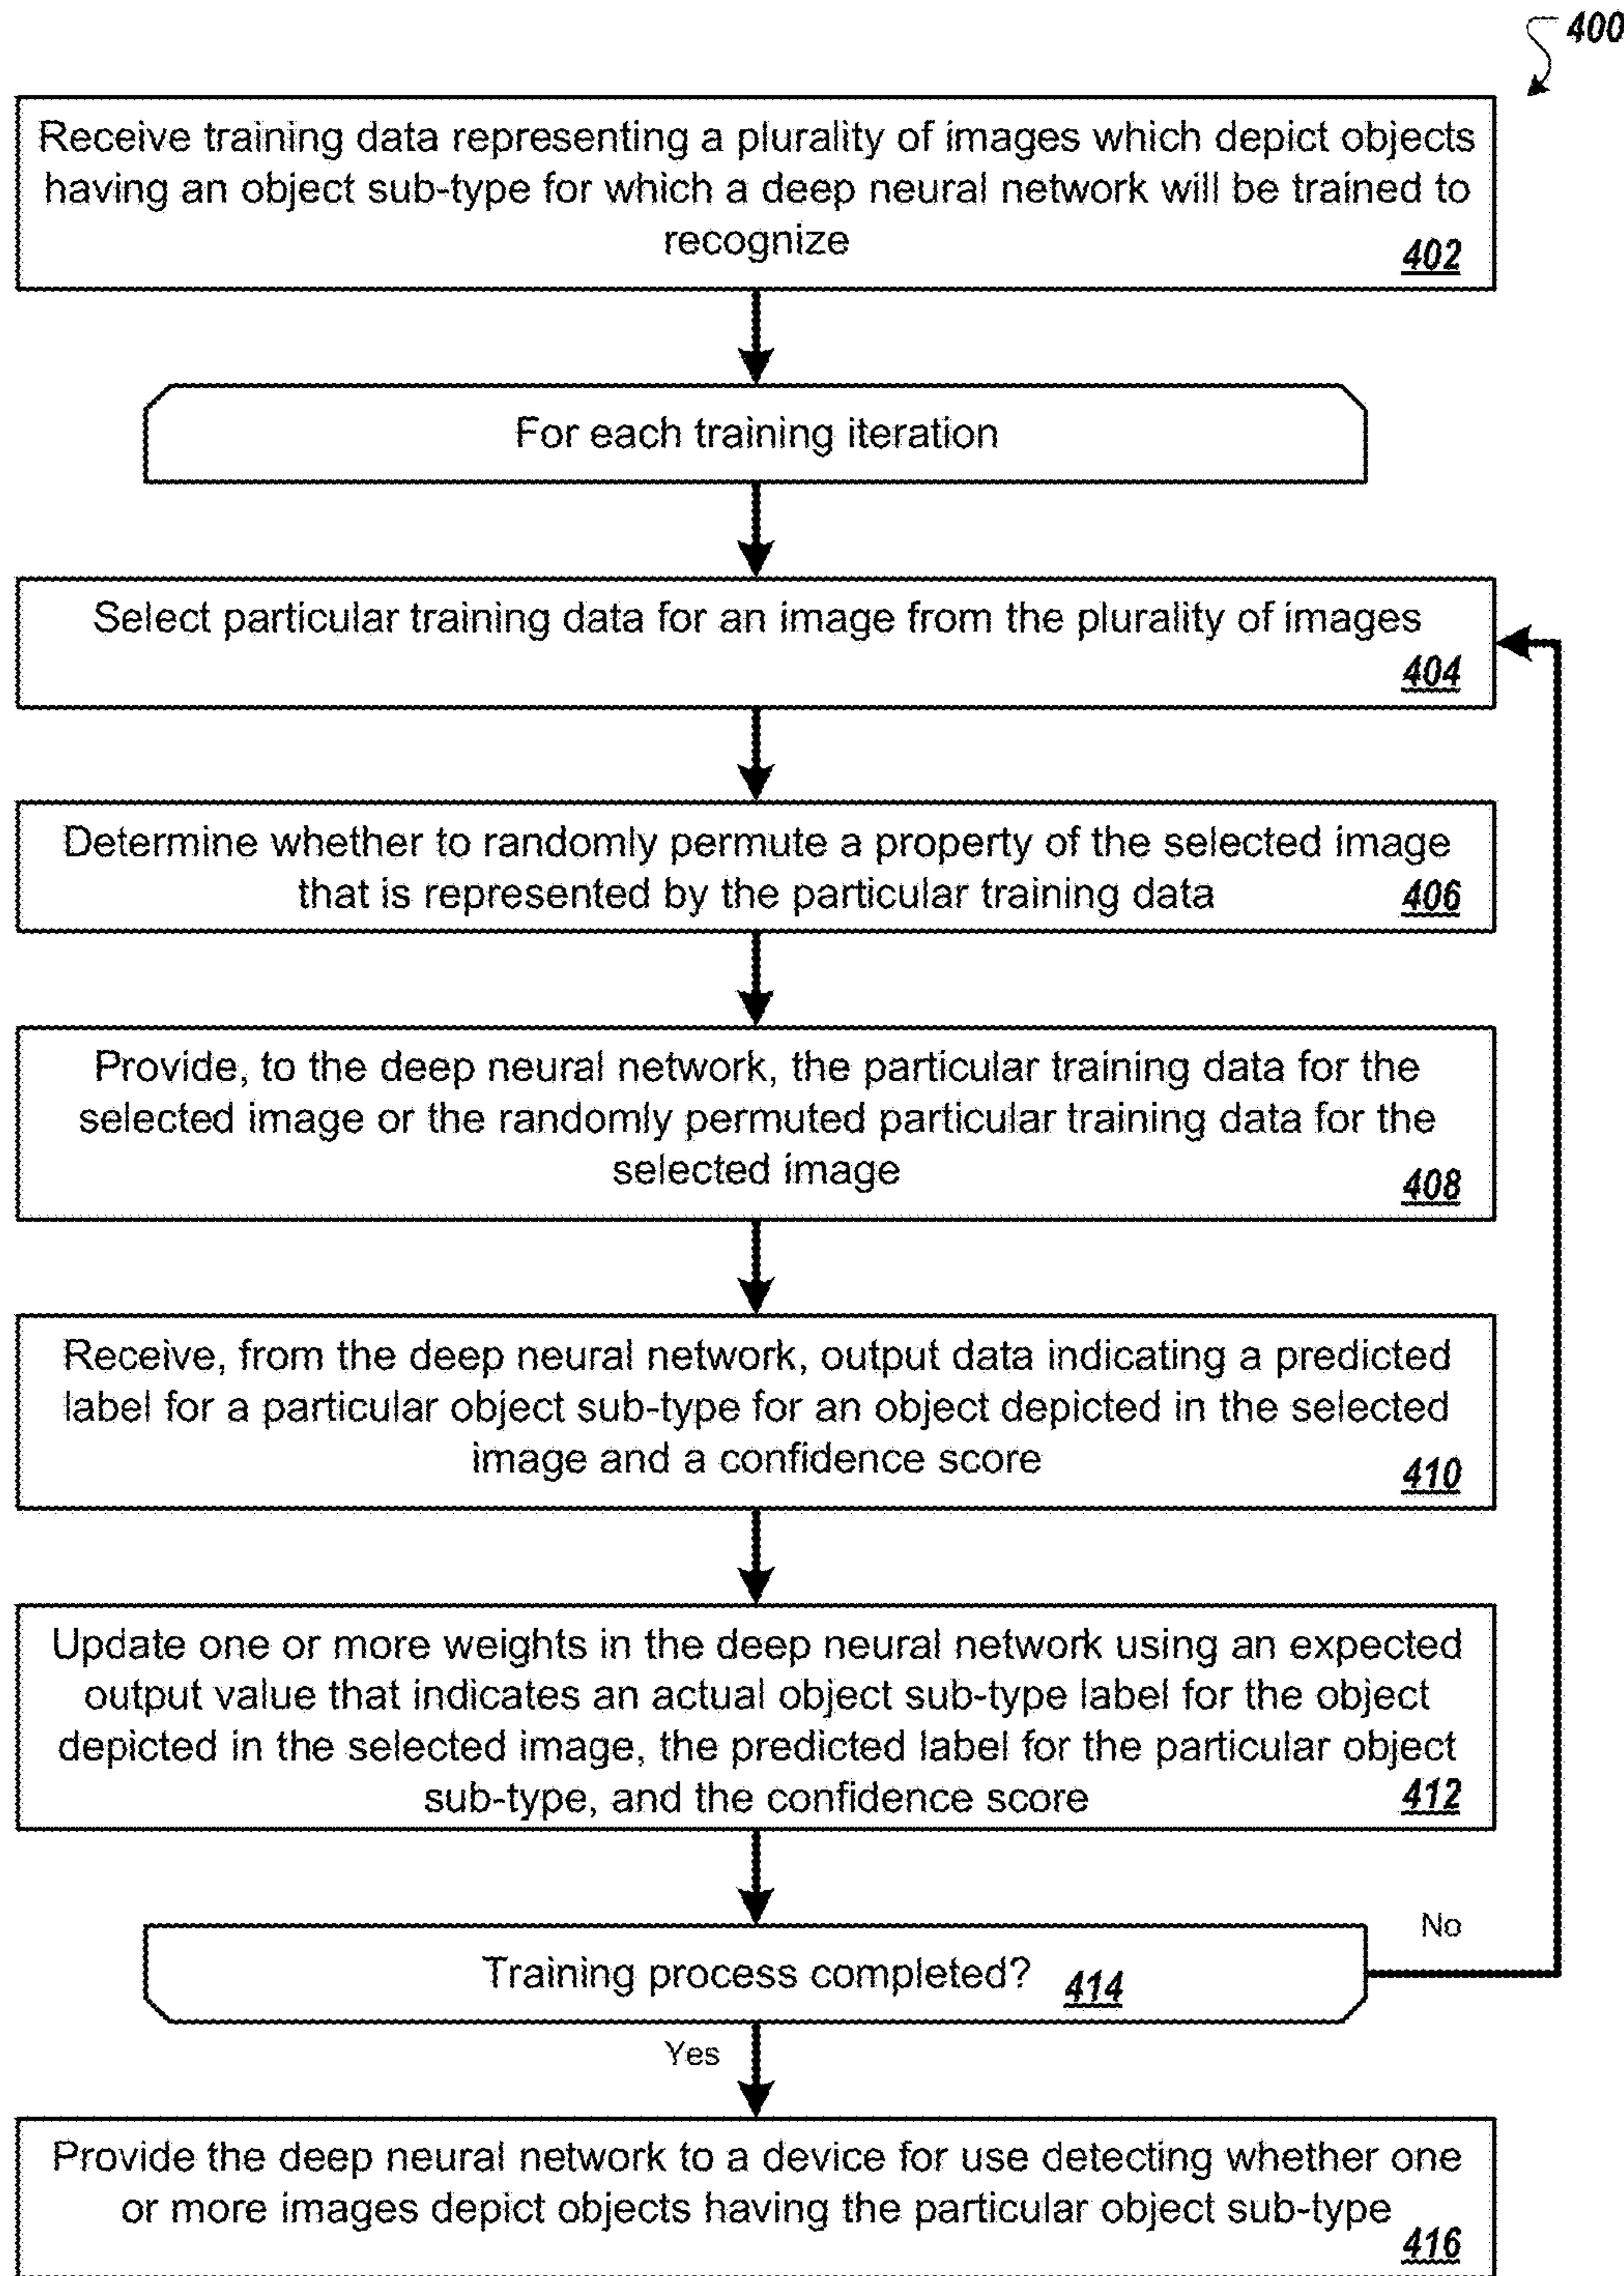 400
Receive training data representing a plurality of images which depict objects
having an object sub-type for which a deep neural network will be trained to
recognize
402
For each training iteration
Select particular training data for an image from the plurality of images
404
Determine whether to randomly permute a property of the selected image
that is represented by the particular training data
406
Provide, to the deep neural network, the particular training data for the
selected image or the randomly permuted particular training data for the
selected image
408
Receive, from the deep neural network, output data indicating a predicted
label for a particular object sub-type for an object depicted in the selected
image and a confidence score
410
Update one or more weights in the deep neural network using an expected
output value that indicates an actual object sub-type label for the object
depicted in the selected image, the predicted label for the particular object
sub-type, and the confidence score
412
No
Training process completed?
414
Yes
Provide the deep neural network to a device for use detecting whether one
or more images depict objects having the particular object sub-type
416